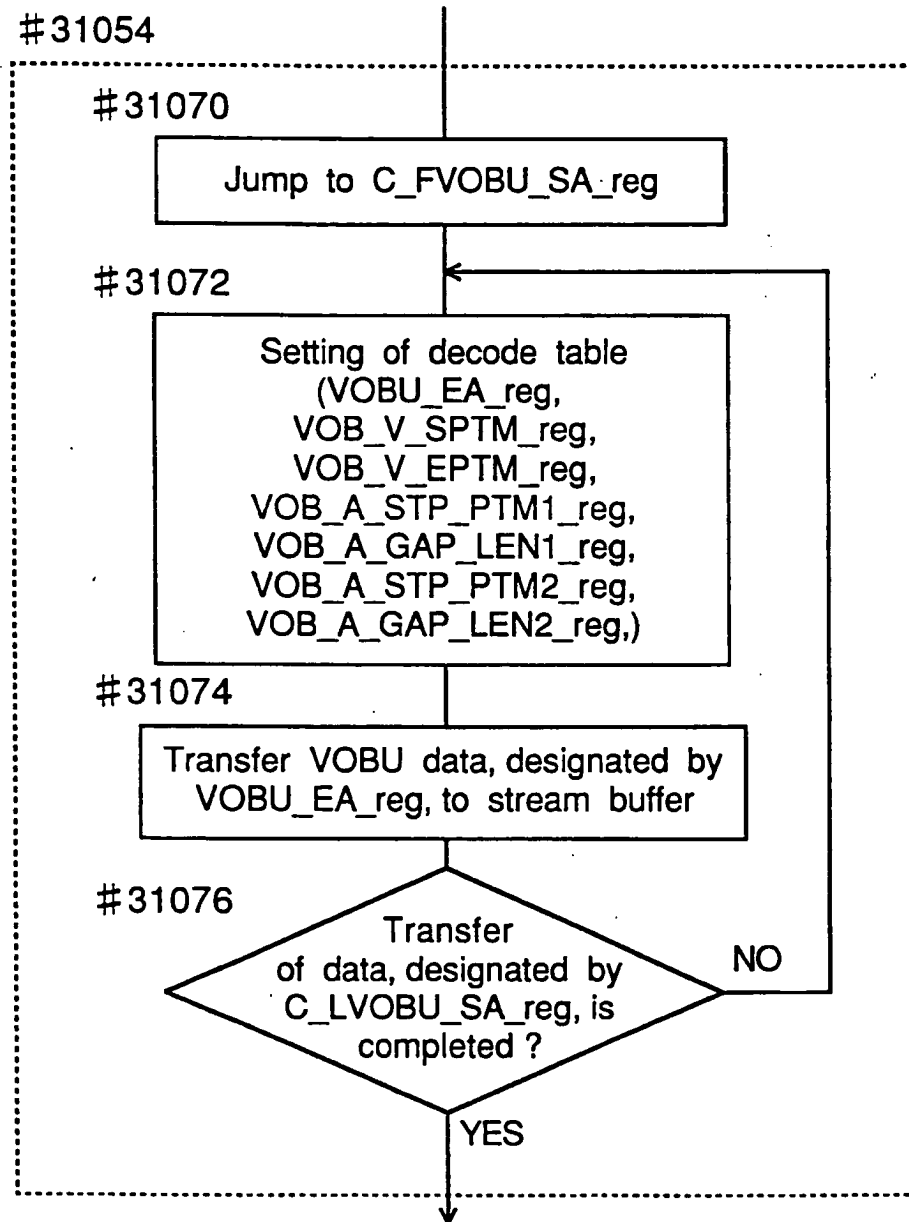 #31054
#31070
Jump to C_FVOBU_SA_reg
#31072
Setting of decode table
(VOBU_EA_reg,
VOB_V_SPTM_reg,
VOB_V_EPTM_reg,
VOB_A_STP_PTM1_reg,
VOB_A_GAP_LEN1_reg,
VOB_A_STP_PTM2_reg,
VOB_A_GAP_LEN2_reg,)
#31074
Transfer VOBU data, designated by
VOBU_EA_reg, to stream buffer
#31076
Transfer
of data, designated by
C_LVOBU_SA_reg, is
completed ?
NO
YES